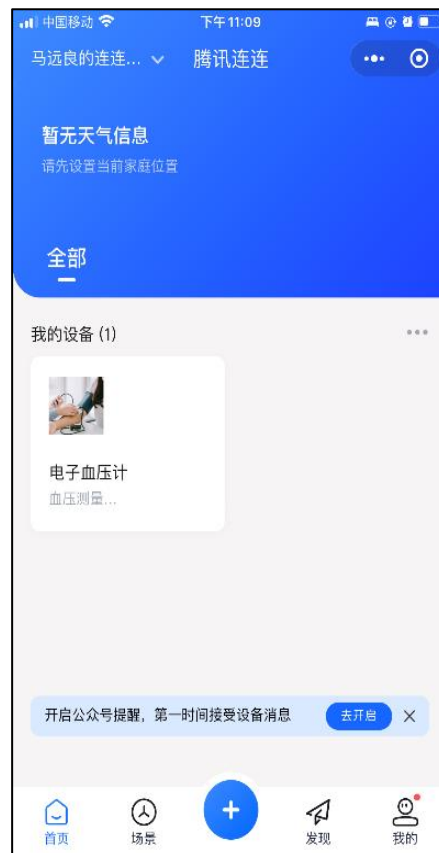 中国移动
下午11:09
马远良的连连...
腾讯连连
暂无天气信息
请先设置当前家庭位置
全部
我的设备 (1)
电子血压计
血压测量...
开启公众号提醒，第一时间接受设备消息
去开启
首页
场景
发现
我的